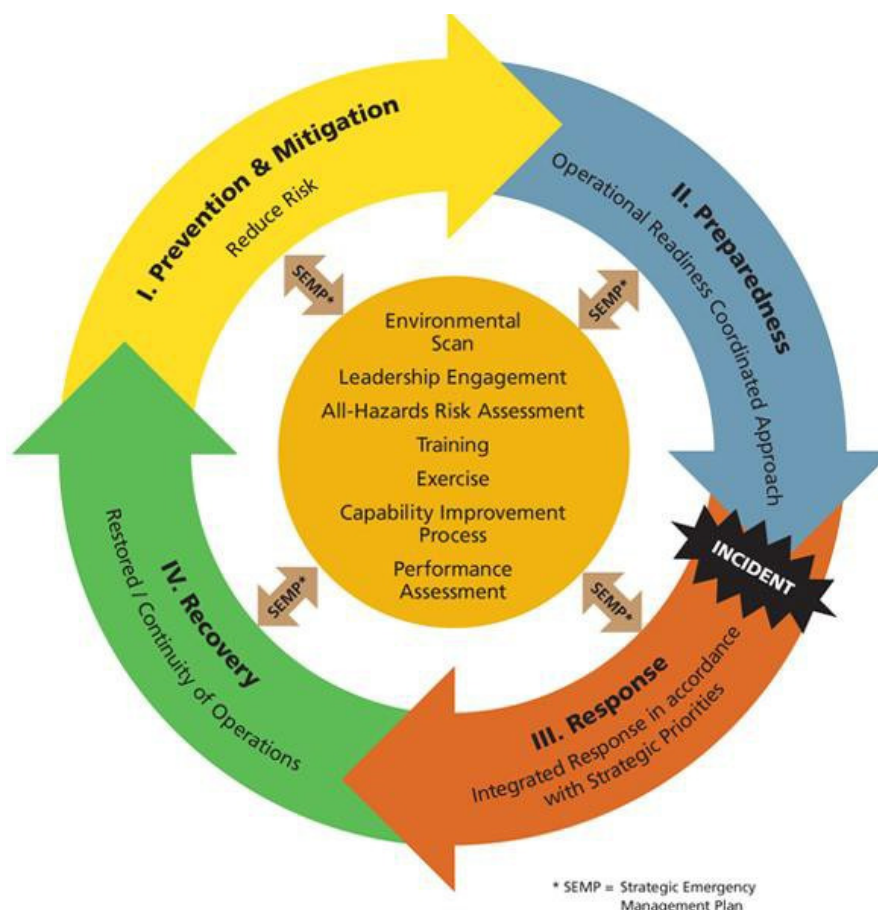 I. Prevention & Mitigation
Reduce Risk
II. Preparedness
Operational Readiness Coordinated Approach
INCIDENT
III. Response
Integrated Response in accordance
with Strategic Priorities
IV. Recovery
Restored / Continuity of Operations
SEMP*
SEMP*
SEMP*
SEMP*
Environmental
Scan
Leadership Engagement
All-Hazards Risk Assessment
Training
Exercise
Capability Improvement
Process
Performance
Assessment
* SEMP = Strategic Emergency
Management Plan